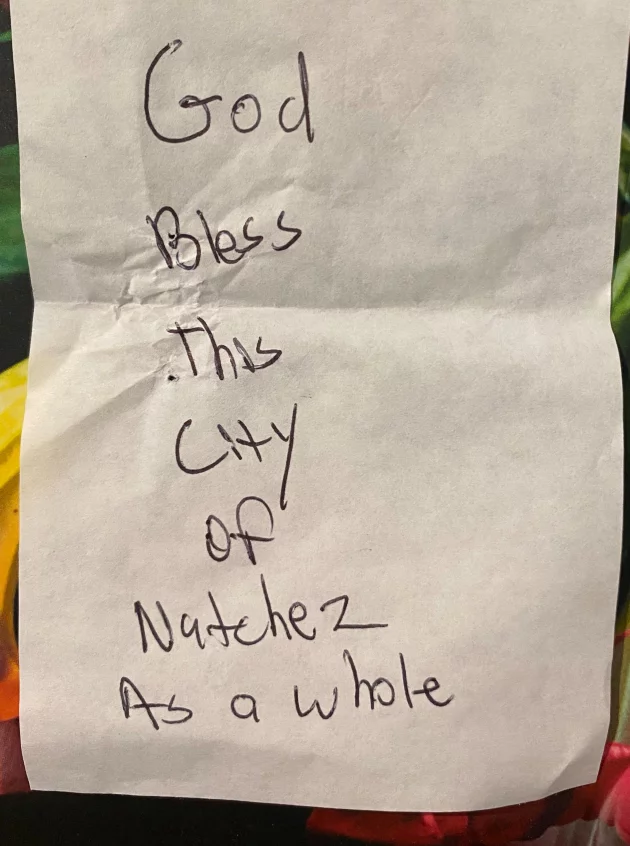 God
Bless
This
City
of
Natchez
As a whole